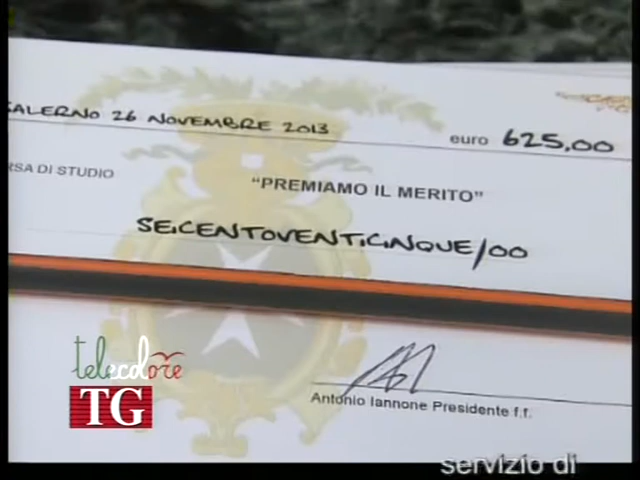 SALERNO 26 NOVEMBRE 2013
euro 625,00
RSA DI STUDIO
"PREMIAMO IL MERITO"
SEICENTOVENTICINQUE/00
Antonio Iannone Presidente f.f.
telecolore
TG
servizio di